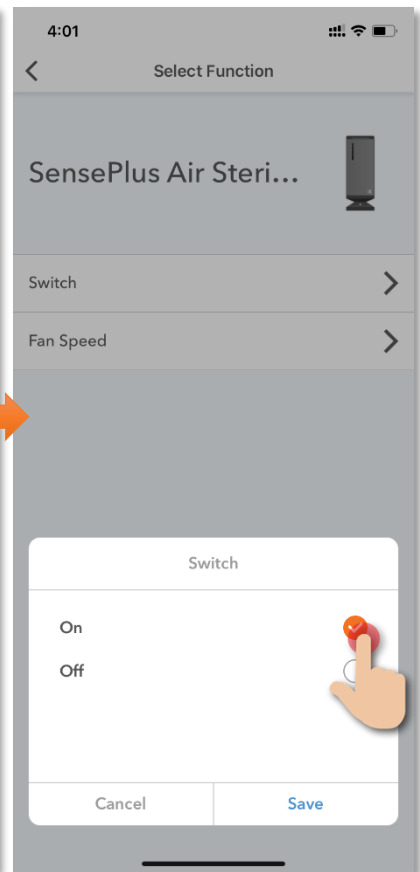 4:01
Select Function
SensePlus Air Steri...
Switch
Fan Speed
Switch
On
Off
Cancel
Save